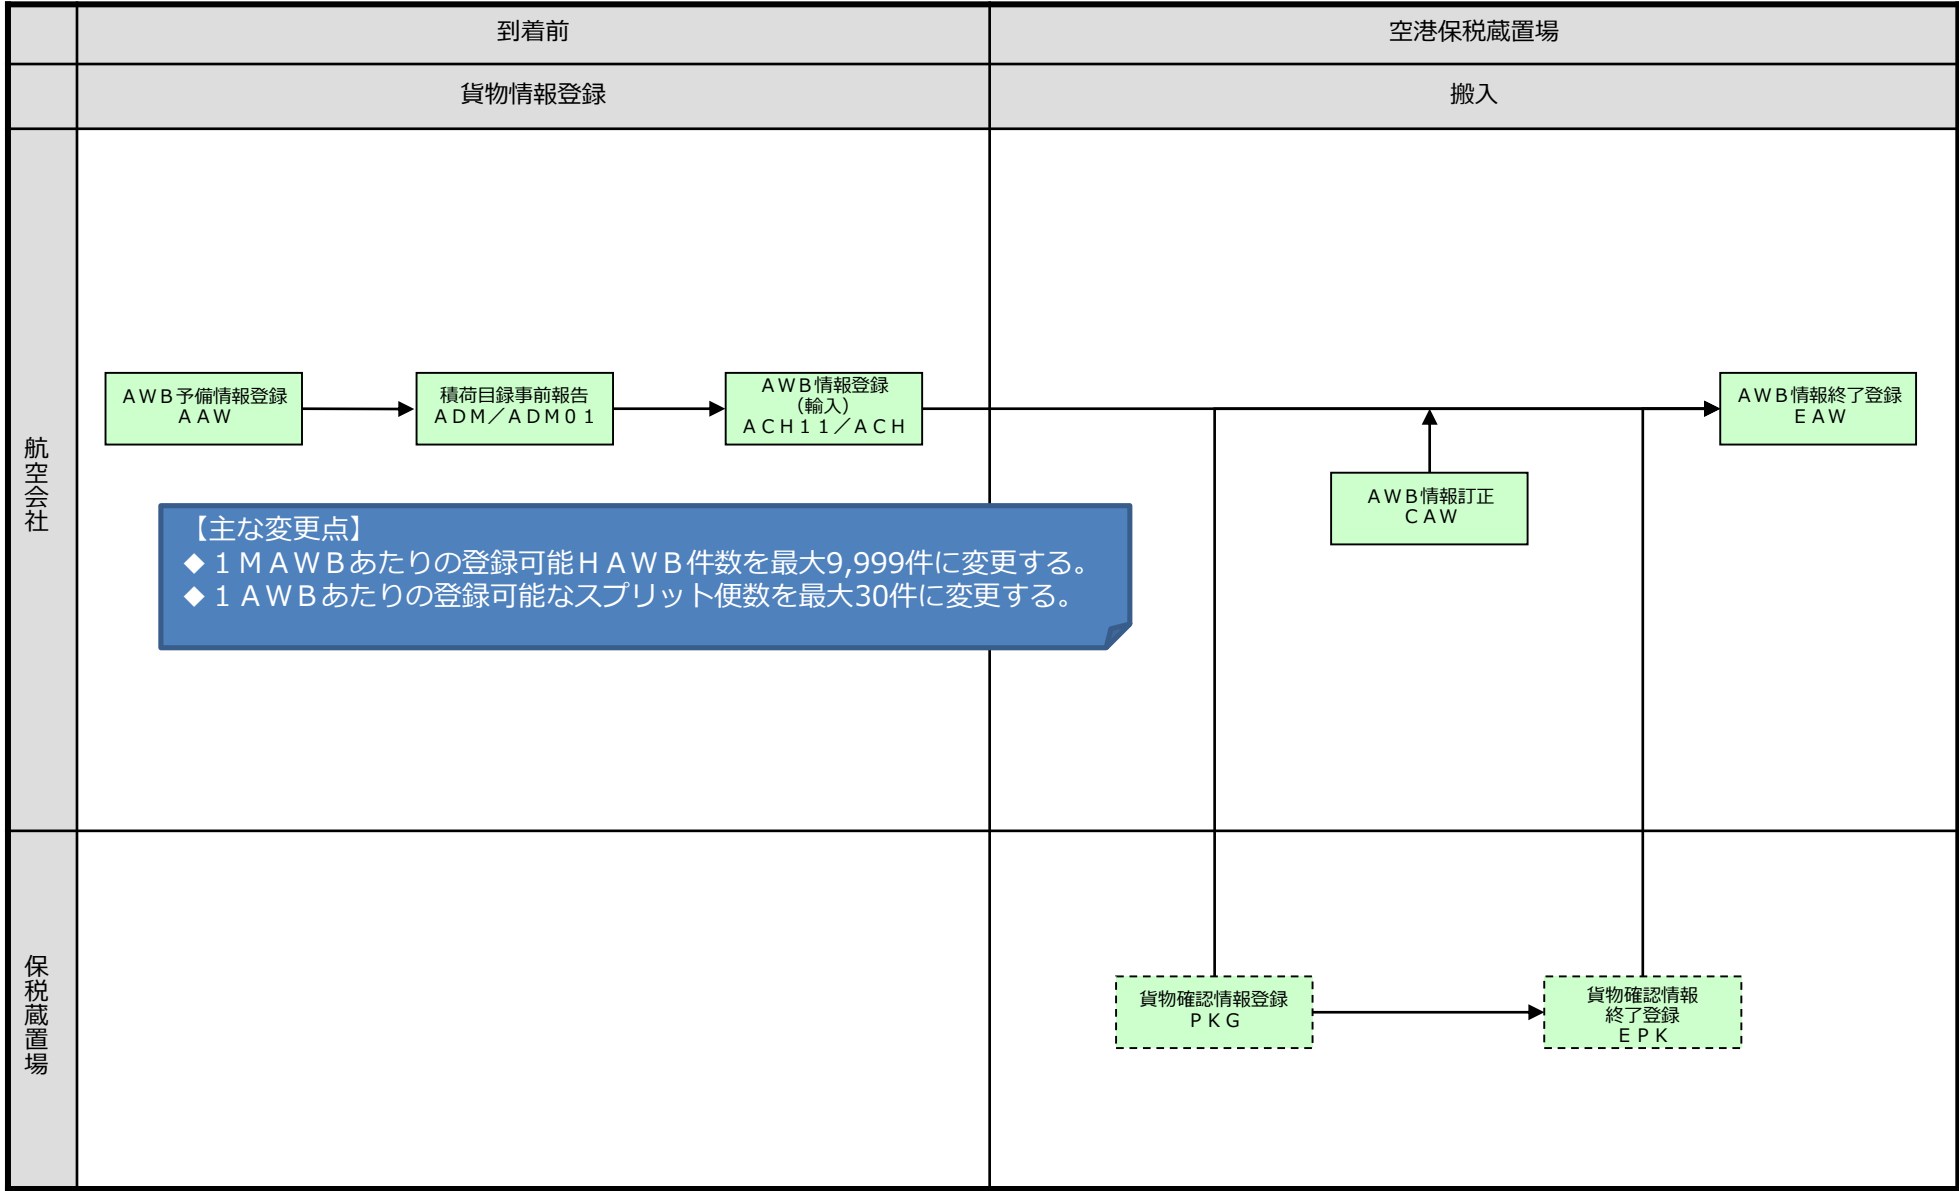 到着前
空港保税蔵置場
貨物情報登録
搬入
航空会社
ＡＷＢ予備情報登録
ＡＡＷ
積荷目録事前報告
ＡＤＭ／ＡＤＭ０１
ＡＷＢ情報登録
（輸入）
ＡＣＨ１１／ＡＣＨ
ＡＷＢ情報終了登録
ＥＡＷ
ＡＷＢ情報訂正
ＣＡＷ
【主な変更点】
◆１ＭＡＷＢあたりの登録可能ＨＡＷＢ件数を最大9,999件に変更する。
◆１ＡＷＢあたりの登録可能なスプリット便数を最大30件に変更する。
保税蔵置場
貨物確認情報登録
ＰＫＧ
貨物確認情報
終了登録
ＥＰＫ